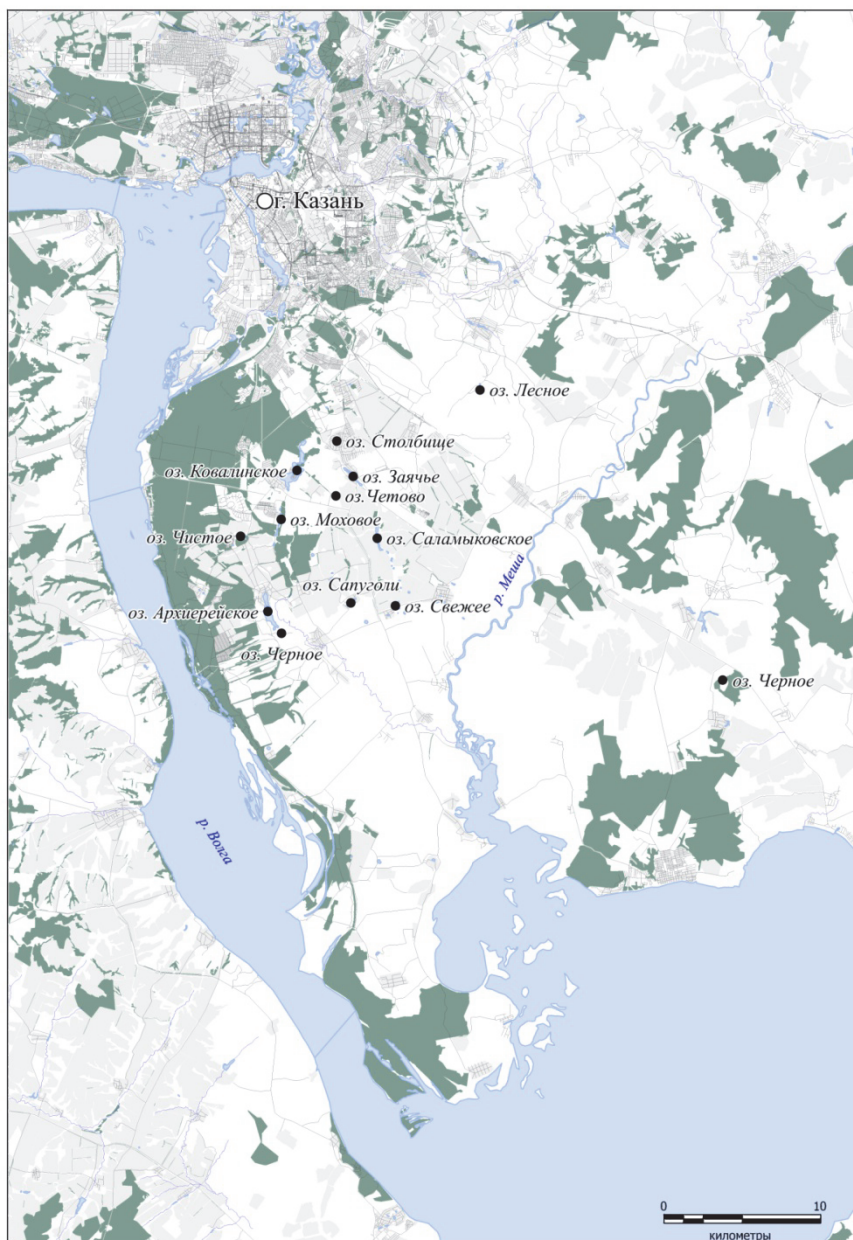 г. Казань
оз. Лесное
оз. Столбище
оз. Ковалинское
оз. Заячье
оз. Четово
оз. Моховое
оз. Чистое
оз. Саламыковское
р. Меша
оз. Сапуголи
оз. Архиерейское
оз. Свежее
оз. Черное
оз. Черное
р. Волга
0 10
километры